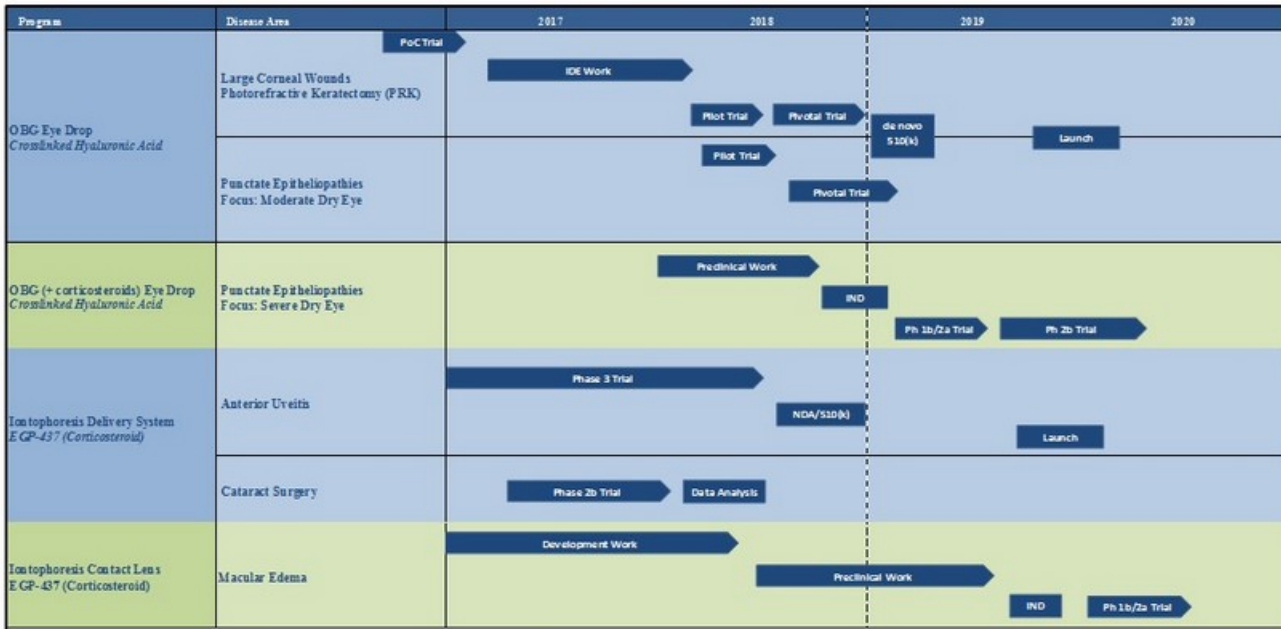 Program Disease Area 2017 2018 2019 2020
PoC Trial
Large Corneal Wounds
Photorefractive Keratectomy (PRK)
IDE Work
Pilot Trial Pivotal Trial
OBG Eye Drop
Crosslinked Hyaluronic Acid
de novo
510(k)
Launch
Pilot Trial
Punctate Epitheliopathies
Focus: Moderate Dry Eye
Pivotal Trial
OBG (+ corticosteroids) Eye Drop
Crosslinked Hyaluronic Acid
Punctate Epitheliopathies
Focus: Severe Dry Eye
Preclinical Work
IND
Ph 1b/2a Trial Ph 2b Trial
Iontophoresis Delivery System
EGP-437 (Corticosteroid)
Anterior Uveitis
Phase 3 Trial
NDA/510(k)
Launch
Cataract Surgery
Phase 2b Trial Data Analysis
Iontophoresis Contact Lens
EGP-437 (Corticosteroid)
Macular Edema
Development Work
Preclinical Work
IND Ph 1b/2a Trial